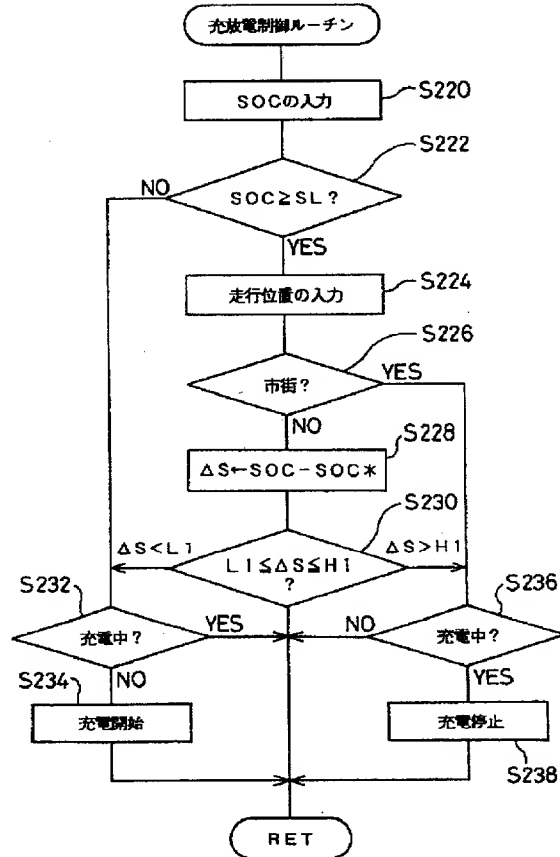 充放電制御ルーチン
SOCの入力
S220
S222
NO
SOC≧SL?
YES
走行位置の入力
S224
S226
市街?
YES
NO
S228
ΔS←SOC-SOC*
S230
ΔS<L1
L1≦ΔS≦H1
?
ΔS>H1
S232
S236
充電中?
YES
NO
充電中?
S234
NO
YES
充電開始
充電停止
S238
RET